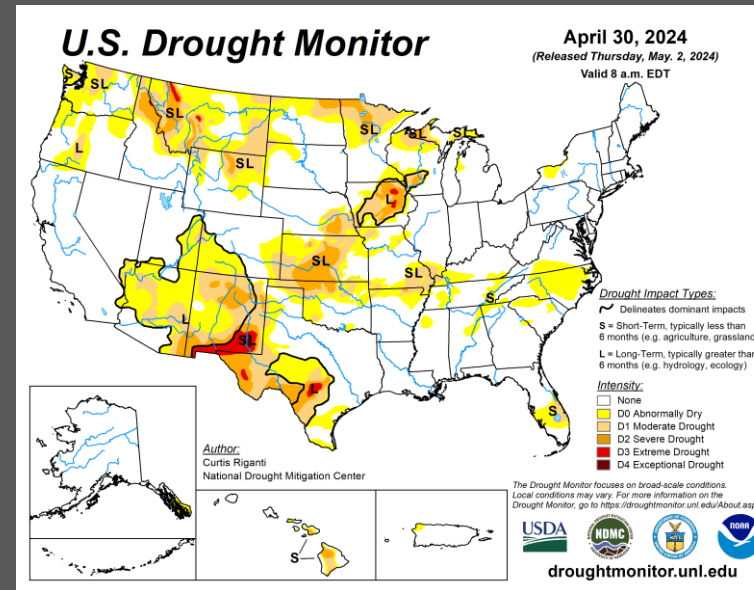 U.S. Drought Monitor
April 30, 2024
(Released Thursday, May. 2, 2024)
Valid 8 a.m. EDT
S
SL
SL
L
SL
SL
SL
SL
L
SL
SL
S
L
SL
L
S
Drought Impact Types:
Delineates dominant impacts
S = Short-Term, typically less than
6 months (e.g. agriculture, grassland
L = Long-Term, typically greater than
6 months (e.g. hydrology, ecology)
Intensity:
None
D0 Abnormally Dry
D1 Moderate Drought
D2 Severe Drought
D3 Extreme Drought
D4 Exceptional Drought
Author:
Curtis Riganti
National Drought Mitigation Center
S
The Drought Monitor focuses on broad-scale conditions.
Local conditions may vary. For more information on the
Drought Monitor, go to https://droughtmonitor.unl.edu/About.asp
USDA
NDMC
NOAA
droughtmonitor.unl.edu